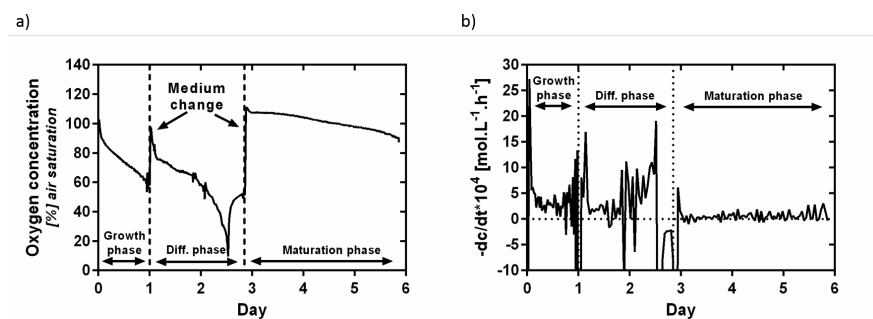 a)
b)
Oxygen concentration
[%] air saturation
140
120
100
80
60
40
20
0
Medium
change
Growth
phase
Diff. phase
Maturation phase
0 1 2 3 4 5 6
Day
-dc/dt*10⁴ [mol.L⁻¹.h⁻¹]
30
25
20
15
10
5
0
-5
-10
Growth
phase
Diff. phase
Maturation phase
0 1 2 3 4 5 6
Day